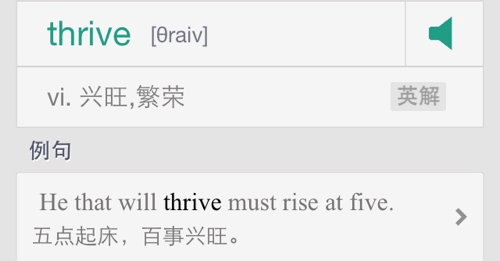 thrive [θraiv]
vi. 兴旺,繁荣 英解
例句
He that will thrive must rise at five.
五点起床，百事兴旺。